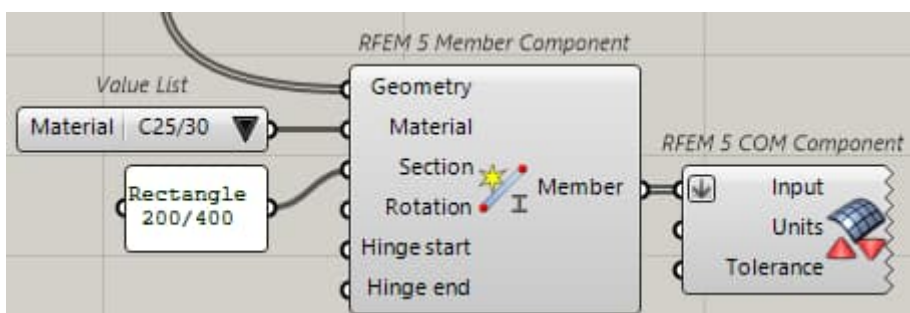 RFEM 5 Member Component
Value List
Geometry
Material C25/30
Material
RFEM 5 COM Component
Section
Rectangle
200/400
Member
Input
Rotation
Units
Hinge start
Tolerance
Hinge end